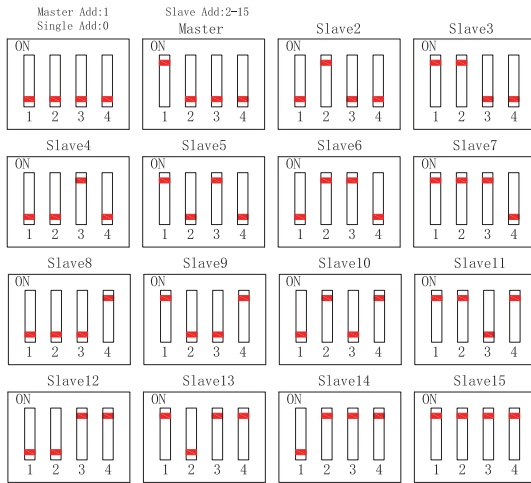 Master Add:1 Slave Add:2-15
Single Add:0 Master Slave2 Slave3
ON ON ON ON
1 2 3 4 1 2 3 4 1 2 3 4 1 2 3 4
Slave4 Slave5 Slave6 Slave7
ON ON ON ON
1 2 3 4 1 2 3 4 1 2 3 4 1 2 3 4
Slave8 Slave9 Slave10 Slave11
ON ON ON ON
1 2 3 4 1 2 3 4 1 2 3 4 1 2 3 4
Slave12 Slave13 Slave14 Slave15
ON ON ON ON
1 2 3 4 1 2 3 4 1 2 3 4 1 2 3 4